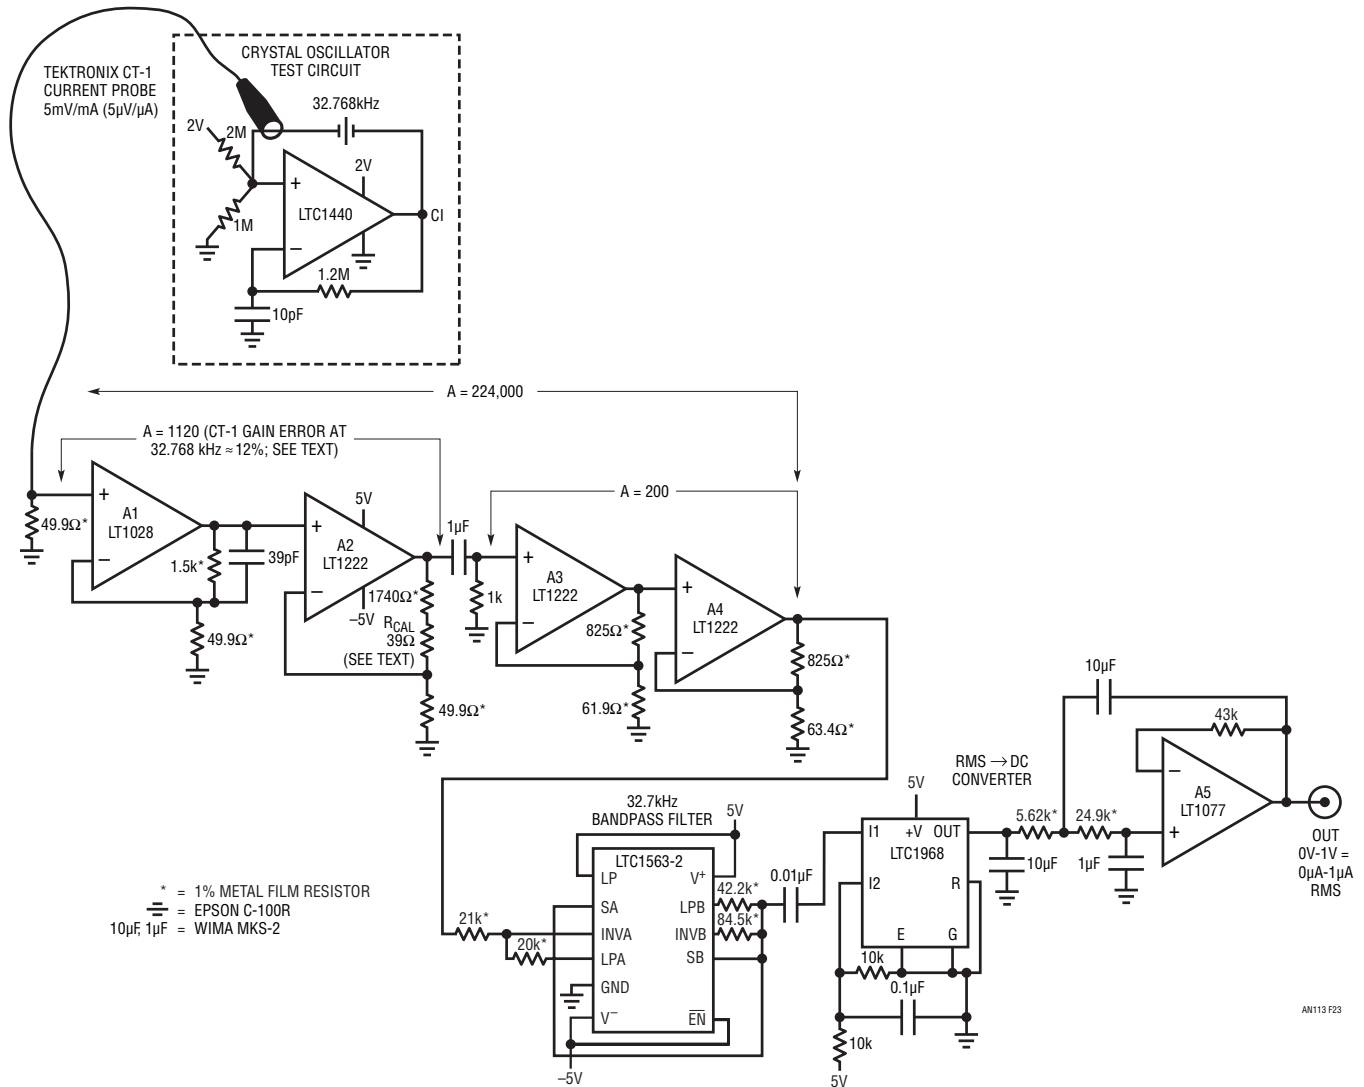 CRYSTAL OSCILLATOR
TEST CIRCUIT
TEKTRONIX CT-1
CURRENT PROBE
5mV/mA (5µV/µA)
32.768kHz
2V
2M
2V
+
LTC1440
CI
1M
–
1.2M
10pF
A = 224,000
A = 1120 (CT-1 GAIN ERROR AT
32.768 kHz ≈ 12%; SEE TEXT)
A = 200
+
A1
LT1028
–
49.9Ω*
1.5k*
39pF
49.9Ω*
5V
+
A2
LT1222
–
–5V
1740Ω*
RCAL
39Ω
(SEE TEXT)
49.9Ω*
1µF
1k
+
A3
LT1222
–
825Ω*
61.9Ω*
+
A4
LT1222
–
825Ω*
63.4Ω*
10µF
43k
–
A5
LT1077
+
OUT
0V-1V =
0µA-1µA
RMS
RMS → DC
CONVERTER
5V
5.62k*
24.9k*
10µF
1µF
I1
+V
OUT
LTC1968
I2
R
E
G
10k
0.1µF
10k
5V
0.01µF
32.7kHz
BANDPASS FILTER
5V
LTC1563-2
LP
V+
SA
LPB
42.2k*
INVA
INVB
84.5k*
LPA
SB
GND
V–
EN
21k*
20k*
–5V
* = 1% METAL FILM RESISTOR
= EPSON C-100R
10µF, 1µF = WIMA MKS-2
AN113 F23